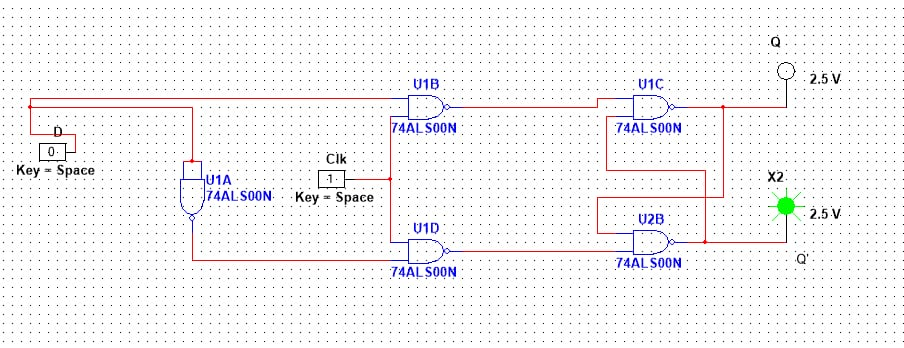 Q
2.5 V
U1B
U1C
74ALS00N
74ALS00N
D
0
Key = Space
Clk
1
Key = Space
U1A
74ALS00N
X2
2.5 V
U1D
U2B
74ALS00N
74ALS00N
Q'